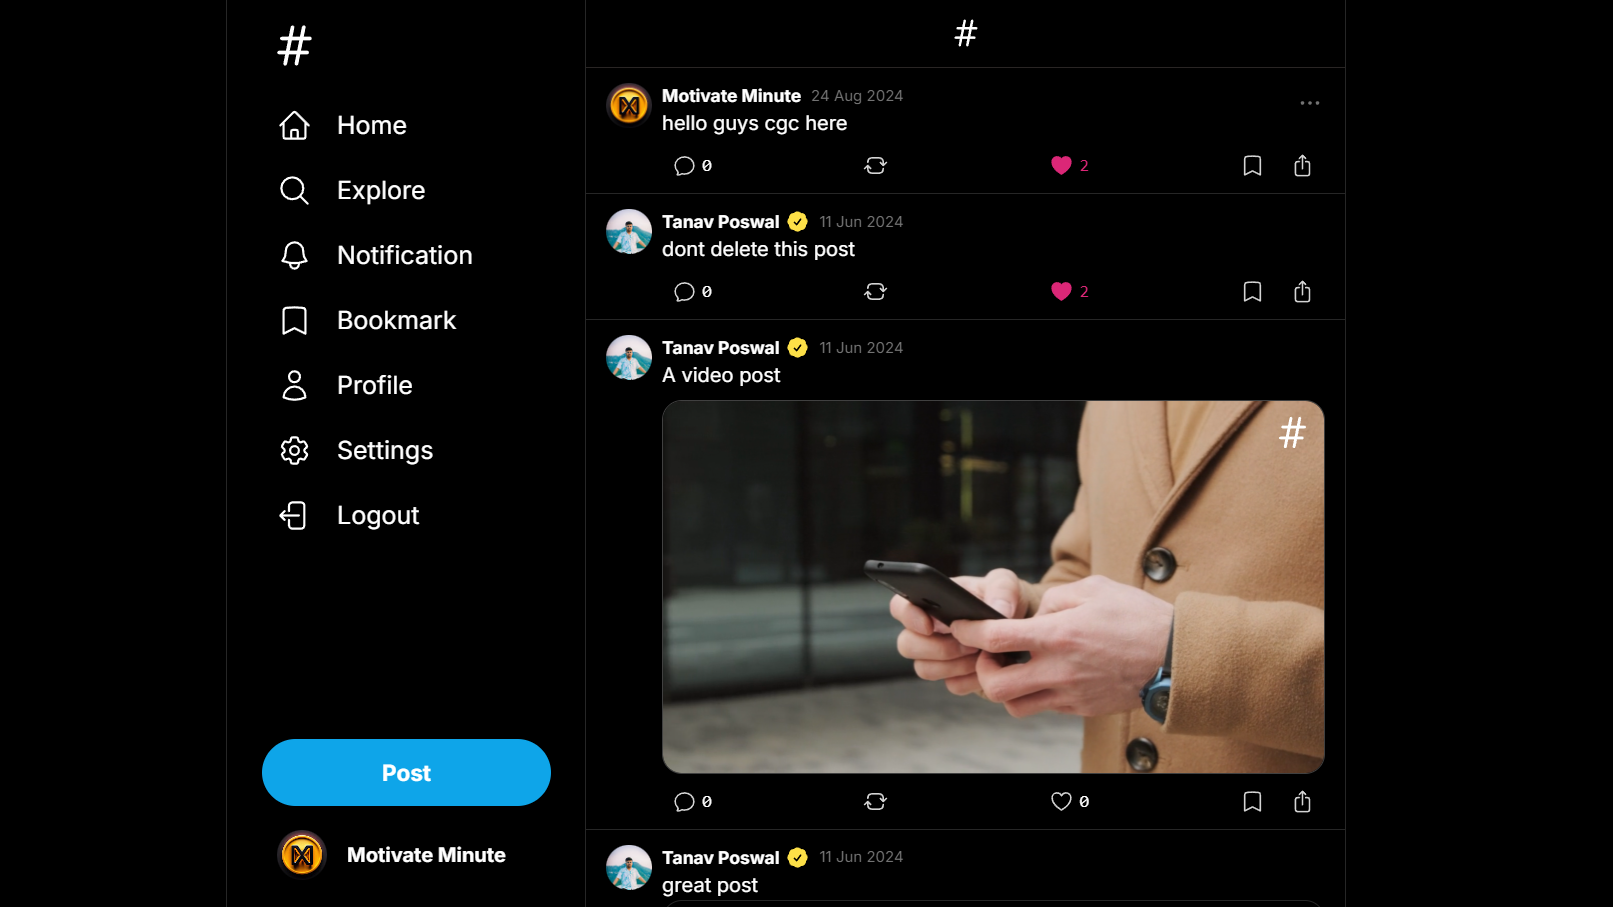 #
Home
Explore
Notification
Bookmark
Profile
Settings
Logout
Post
Motivate Minute
#
Motivate Minute 24 Aug 2024
hello guys cgc here
0 2
Tanav Poswal 11 Jun 2024
dont delete this post
0 2
Tanav Poswal 11 Jun 2024
A video post
#
0 0
Tanav Poswal 11 Jun 2024
great post